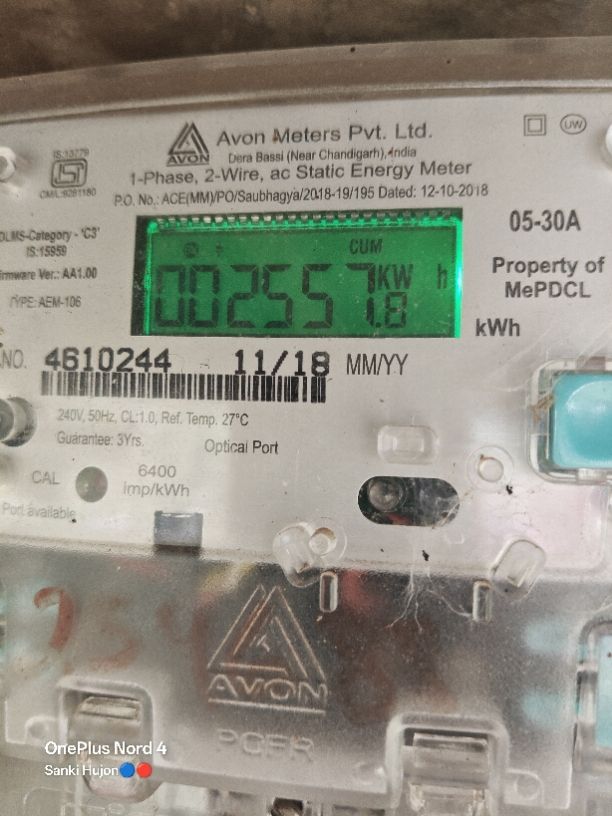 Avon Meters Pvt. Ltd.
Dera Bassi (Near Chandigarh), India
1-Phase, 2-Wire, ac Static Energy Meter
P.O. No.: ACE(MM)/PO/Saubhagya/2018-19/195 Dated: 12-10-2018
AVON
UW
IS:13779
CM/L:9261180
DLMS-Category - 'C3'
IS:15959
Firmware Ver.: AA1.00
TYPE: AEM-106
CUM
002557.8 KW h
05-30A
Property of
MePDCL
kWh
NO. 4610244 11/18 MM/YY
240V, 50Hz, CL:1.0, Ref. Temp. 27°C
Guarantee: 3Yrs. Optical Port
CAL 6400
imp/kWh
Port available
AVON
OnePlus Nord 4
Sanki Hujon🔵🔴